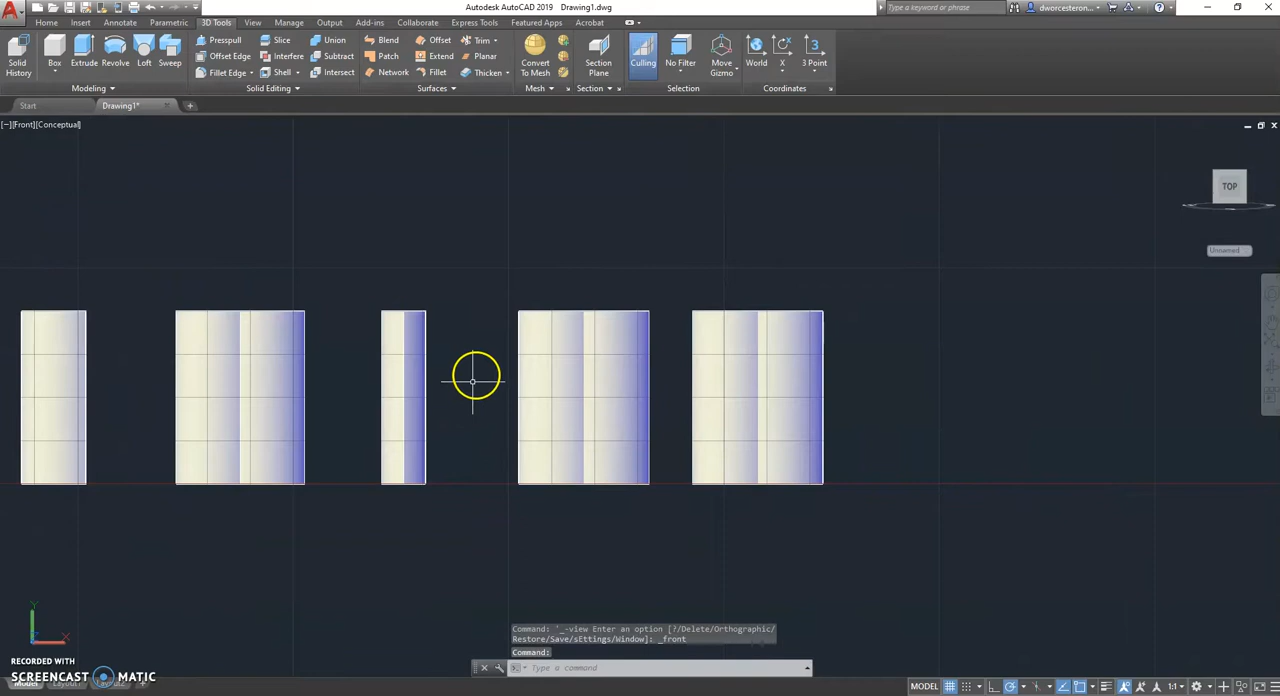 Autodesk AutoCAD 2019 Drawing1.dwg
Type a keyword or phrase
dworcesteron...
Home Insert Annotate Parametric 3D Tools View Manage Output Add-ins Collaborate Express Tools Featured Apps Acrobat
Solid History
Box
Extrude
Revolve
Loft
Sweep
Presspull
Offset Edge
Fillet Edge
Slice
Interfere
Shell
Union
Subtract
Intersect
Blend
Patch
Network
Offset
Extend
Fillet
Trim
Planar
Thicken
Convert To Mesh
Section Plane
Culling
No Filter
Move Gizmo
World
X
3 Point
Modeling Solid Editing Surfaces Mesh Section Selection Coordinates
Start Drawing1*
[−][Front][Conceptual]
TOP
Unnamed
Y
X
Command: '_-view Enter an option [?/Delete/Orthographic/
Restore/Save/sEttings/Window]: _front
Command:
Type a command
RECORDED WITH
SCREENCAST MATIC
Model
MODEL
1:1